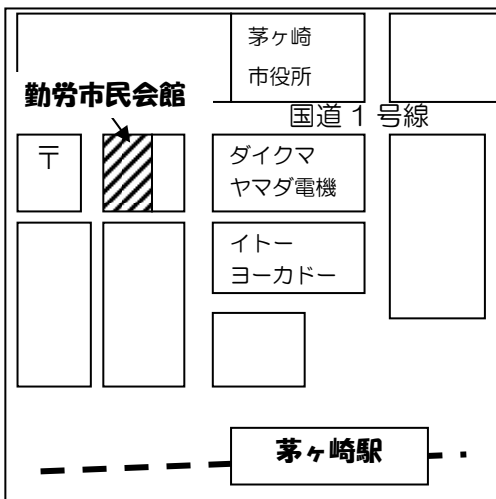 茅ヶ崎
市役所
勤労市民会館
国道１号線
〒
ダイクマ
ヤマダ電機
イトー
ヨーカドー
茅ヶ崎駅